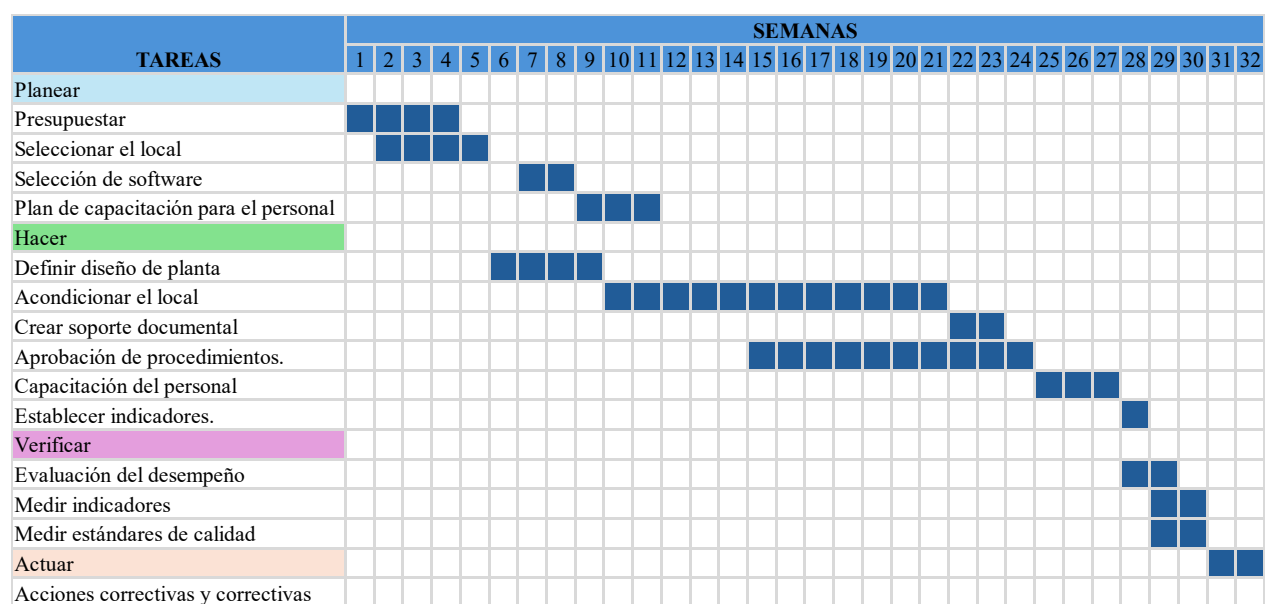 SEMANAS
TAREAS 1 2 3 4 5 6 7 8 9 10 11 12 13 14 15 16 17 18 19 20 21 22 23 24 25 26 27 28 29 30 31 32
Planear
Presupuestar
Seleccionar el local
Selección de software
Plan de capacitación para el personal
Hacer
Definir diseño de planta
Acondicionar el local
Crear soporte documental
Aprobación de procedimientos.
Capacitación del personal
Establecer indicadores.
Verificar
Evaluación del desempeño
Medir indicadores
Medir estándares de calidad
Actuar
Acciones correctivas y correctivas